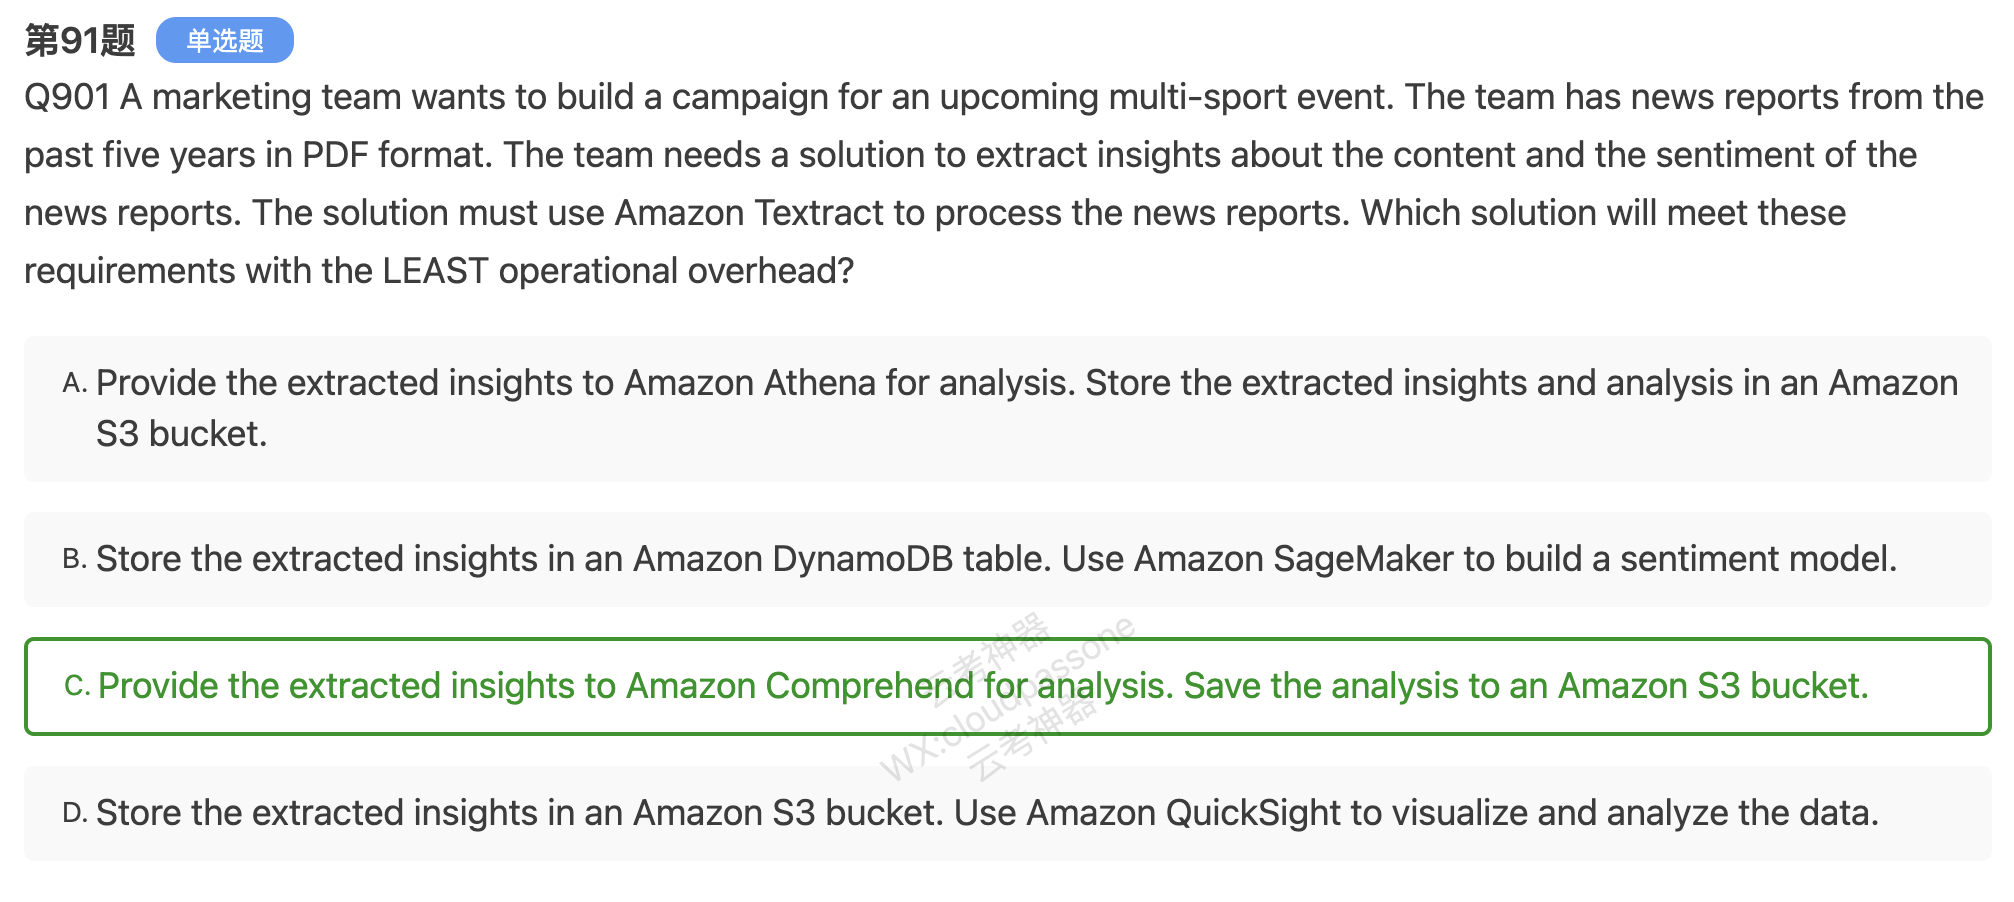 第91题 单选题
Q901 A marketing team wants to build a campaign for an upcoming multi-sport event. The team has news reports from the
past five years in PDF format. The team needs a solution to extract insights about the content and the sentiment of the
news reports. The solution must use Amazon Textract to process the news reports. Which solution will meet these
requirements with the LEAST operational overhead?
A. Provide the extracted insights to Amazon Athena for analysis. Store the extracted insights and analysis in an Amazon
S3 bucket.
B. Store the extracted insights in an Amazon DynamoDB table. Use Amazon SageMaker to build a sentiment model.
C. Provide the extracted insights to Amazon Comprehend for analysis. Save the analysis to an Amazon S3 bucket.
云考神器
WX:cloudpassone
云考神器
D. Store the extracted insights in an Amazon S3 bucket. Use Amazon QuickSight to visualize and analyze the data.